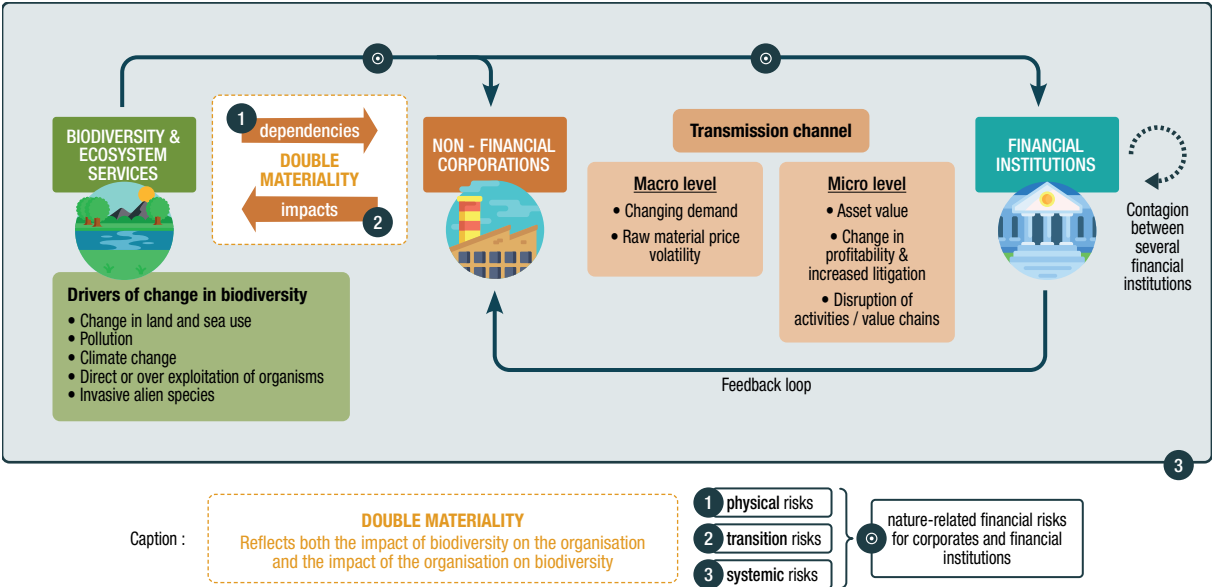 BIODIVERSITY &
ECOSYSTEM
SERVICES
1
dependencies
DOUBLE
MATERIALITY
impacts
2
NON - FINANCIAL
CORPORATIONS
Transmission channel
Macro level
• Changing demand
• Raw material price
volatility
Micro level
• Asset value
• Change in
profitability &
increased litigation
• Disruption of
activities / value chains
FINANCIAL
INSTITUTIONS
Contagion
between
several
financial
institutions
Drivers of change in biodiversity
• Change in land and sea use
• Pollution
• Climate change
• Direct or over exploitation of organisms
• Invasive alien species
Feedback loop
3
Caption :
DOUBLE MATERIALITY
Reflects both the impact of biodiversity on the organisation
and the impact of the organisation on biodiversity
1 physical risks
2 transition risks
3 systemic risks
nature-related financial risks
for corporates and financial
institutions